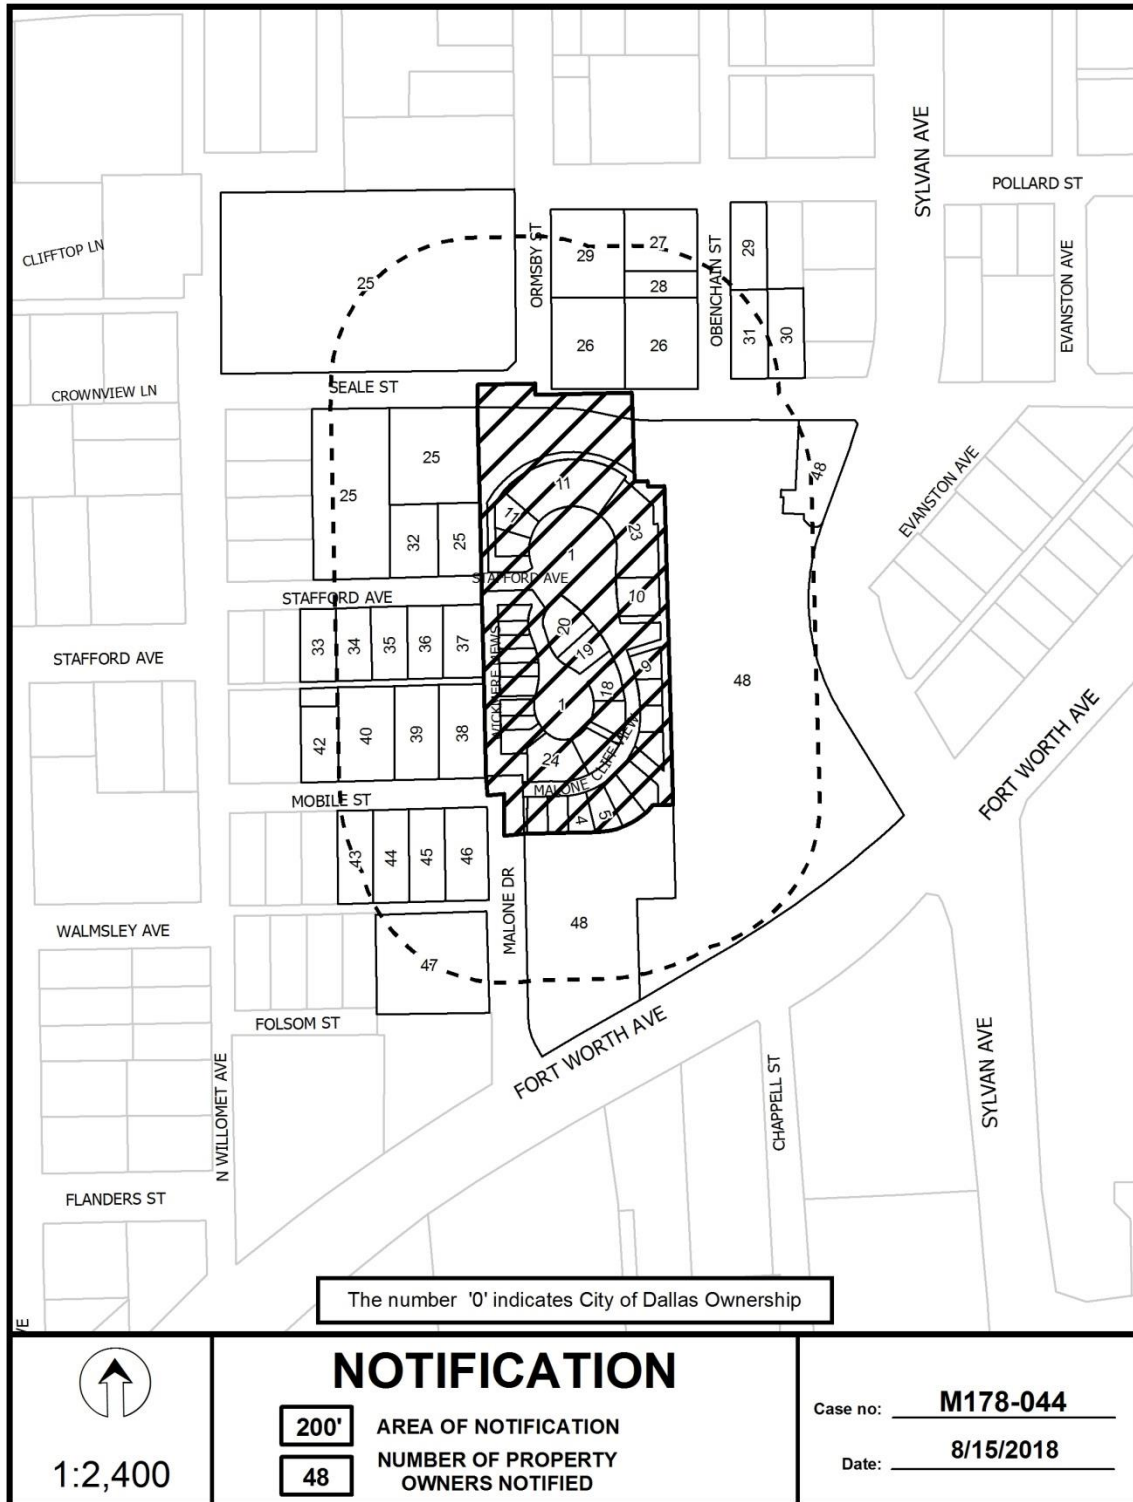 SYLVAN AVE
POLLARD ST
CLIFFTOP LN
ORMSBY ST
29
27
OBENCHAIN ST
29
EVANSTON AVE
25
28
26
26
31
30
CROWNVIEW LN
SEALE ST
25
48
25
11
EVANSTON AVE
11
23
32
25
1
STAFFORD AVE
10
STAFFORD AVE
33
34
35
36
37
20
STAFFORD AVE
19
9
WICKMERE MEWS
18
48
1
42
40
39
38
24
MALONE CLIFF VIEW
FORT WORTH AVE
MOBILE ST
4
5
43
44
45
46
MALONE DR
WALMSLEY AVE
48
47
FOLSOM ST
FORT WORTH AVE
SYLVAN AVE
N WILLOMET AVE
CHAPPELL ST
FLANDERS ST
The number '0' indicates City of Dallas Ownership
VE
1:2,400
NOTIFICATION
200' AREA OF NOTIFICATION
48 NUMBER OF PROPERTY
OWNERS NOTIFIED
Case no: M178-044
Date: 8/15/2018